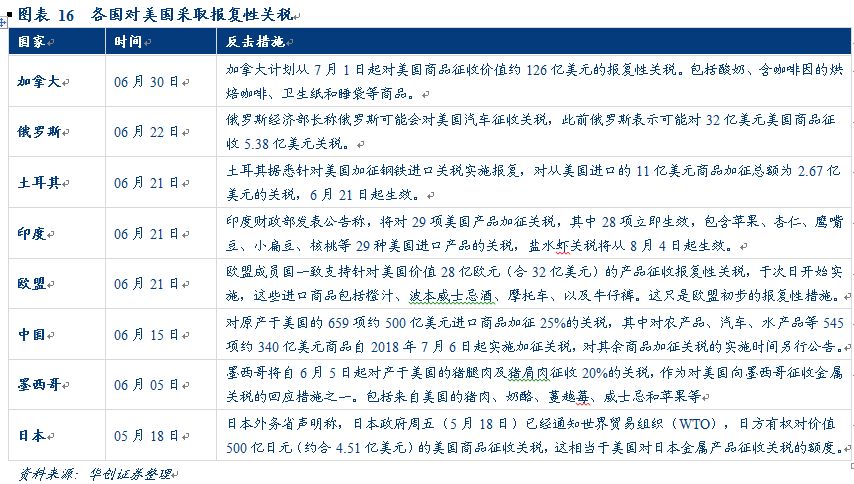 图表 16 各国对美国采取报复性关税
国家 时间 反击措施
加拿大计划从 7 月 1 日起对美国商品征收价值约 126 亿美元的报复性关税。包括酸奶、含咖啡因的烘
加拿大 06 月 30 日
焙咖啡、卫生纸和睡袋等商品。
俄罗斯经济部长称俄罗斯可能会对美国汽车征收关税，此前俄罗斯表示可能对 32 亿美元美国商品征
俄罗斯 06 月 22 日
收 5.38 亿美元关税。
土耳其据悉针对美国加征钢铁进口关税实施报复，对从美国进口的 11 亿美元商品加征总额为 2.67 亿
土耳其 06 月 21 日
美元的关税，6 月 21 日起生效。
印度财政部发表公告称，将对 29 项美国产品加征关税，其中 28 项立即生效，包含苹果、杏仁、鹰嘴
印度 06 月 21 日
豆、小扁豆、核桃等 29 种美国进口产品的关税，盐水虾关税将从 8 月 4 日起生效。
欧盟成员国一致支持针对美国价值 28 亿欧元（合 32 亿美元）的产品征收报复性关税，于次日开始实
欧盟 06 月 21 日
施，这些进口商品包括橙汁、波本威士忌酒、摩托车、以及牛仔裤。这只是欧盟初步的报复性措施。
对原产于美国的 659 项约 500 亿美元进口商品加征 25%的关税，其中对农产品、汽车、水产品等 545
中国 06 月 15 日
项约 340 亿美元商品自 2018 年 7 月 6 日起实施加征关税，对其余商品加征关税的实施时间另行公告。
墨西哥将自 6 月 5 日起对产于美国的猪腿肉及猪肩肉征收 20%的关税，作为对美国向墨西哥征收金属
墨西哥 06 月 05 日
关税的回应措施之一。包括来自美国的猪肉、奶酪、蔓越莓、威士忌和苹果等
日本外务省声明称，日本政府周五（5 月 18 日）已经通知世界贸易组织（WTO），日方有权对价值
日本 05 月 18 日
500 亿日元（约合 4.51 亿美元）的美国商品征收关税，这相当于美国对日本金属产品征收关税的额度。
资料来源：华创证券整理